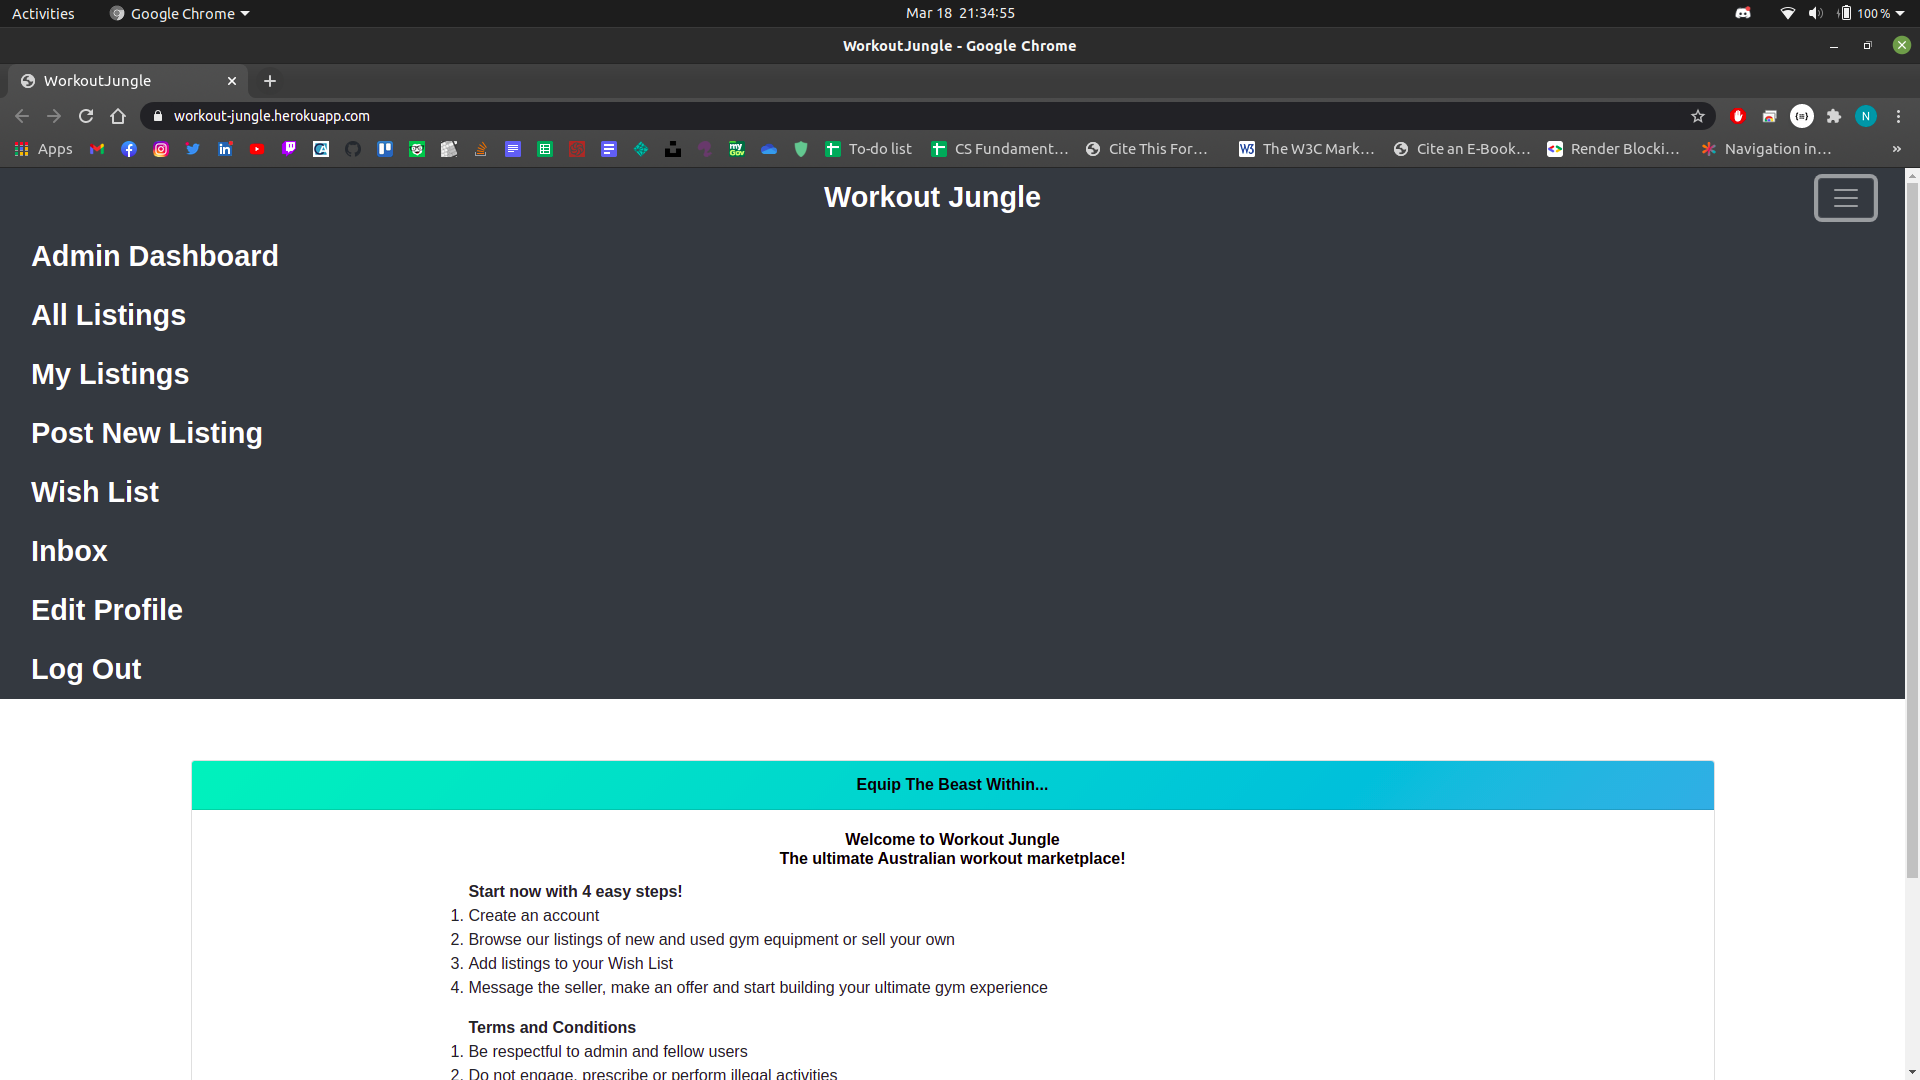 Activities Google Chrome Mar 18 21:34:55 100 %
WorkoutJungle - Google Chrome
WorkoutJungle
workout-jungle.herokuapp.com N
Apps To-do list CS Fundament... Cite This For... The W3C Mark... Cite an E-Book... Render Blocki... Navigation in... »
Workout Jungle
Admin Dashboard
All Listings
My Listings
Post New Listing
Wish List
Inbox
Edit Profile
Log Out
Equip The Beast Within...
Welcome to Workout Jungle
The ultimate Australian workout marketplace!
Start now with 4 easy steps!
1. Create an account
2. Browse our listings of new and used gym equipment or sell your own
3. Add listings to your Wish List
4. Message the seller, make an offer and start building your ultimate gym experience
Terms and Conditions
1. Be respectful to admin and fellow users
2. Do not engage, prescribe or perform illegal activities